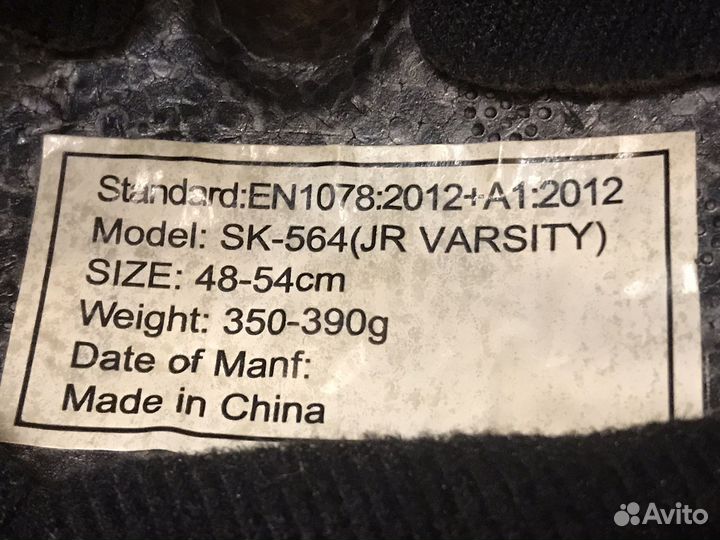 Standard:EN1078:2012+A1:2012
Model: SK-564(JR VARSITY)
SIZE: 48-54cm
Weight: 350-390g
Date of Manf:
Made in China
Avito